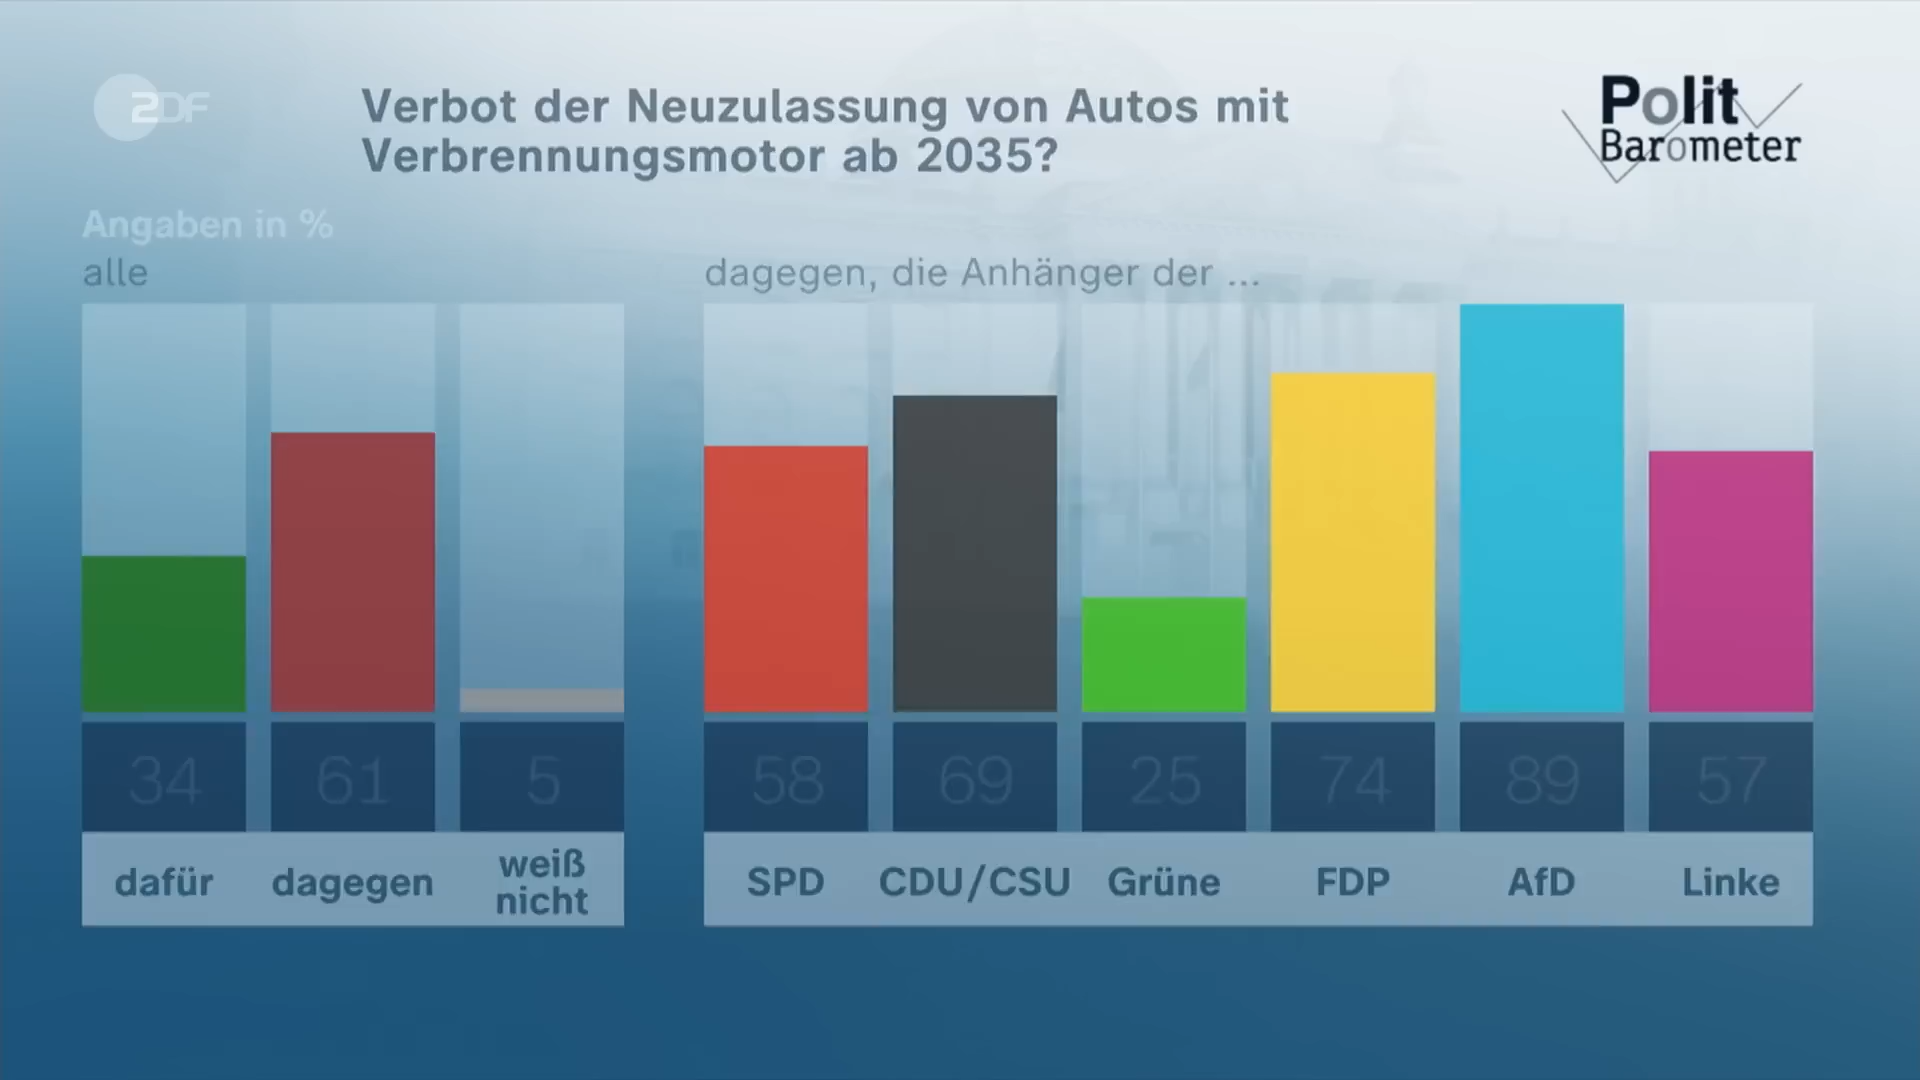 ZDF
Verbot der Neuzulassung von Autos mit
Verbrennungsmotor ab 2035?
Polit
Barometer
Angaben in %
alle
dagegen, die Anhänger der ...
34 61 5 58 69 25 74 89 57
dafür dagegen weiß nicht SPD CDU/CSU Grüne FDP AfD Linke